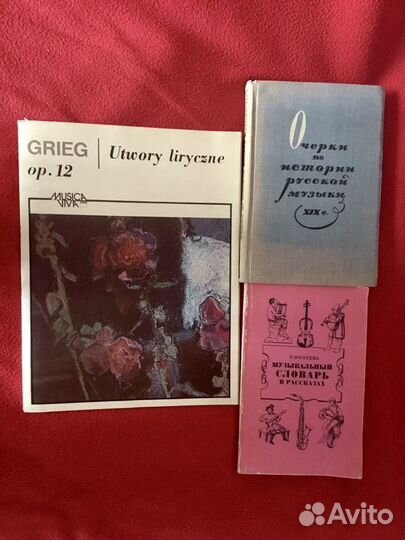 GRIEG
op. 12
Utwory liryczne
MUSICA
VIVA
Очерки
по
истории
русской
музыки
XIX в.
Л.МИХЕЕВА
МУЗЫКАЛЬНЫЙ
СЛОВАРЬ
В РАССКАЗАХ
Avito